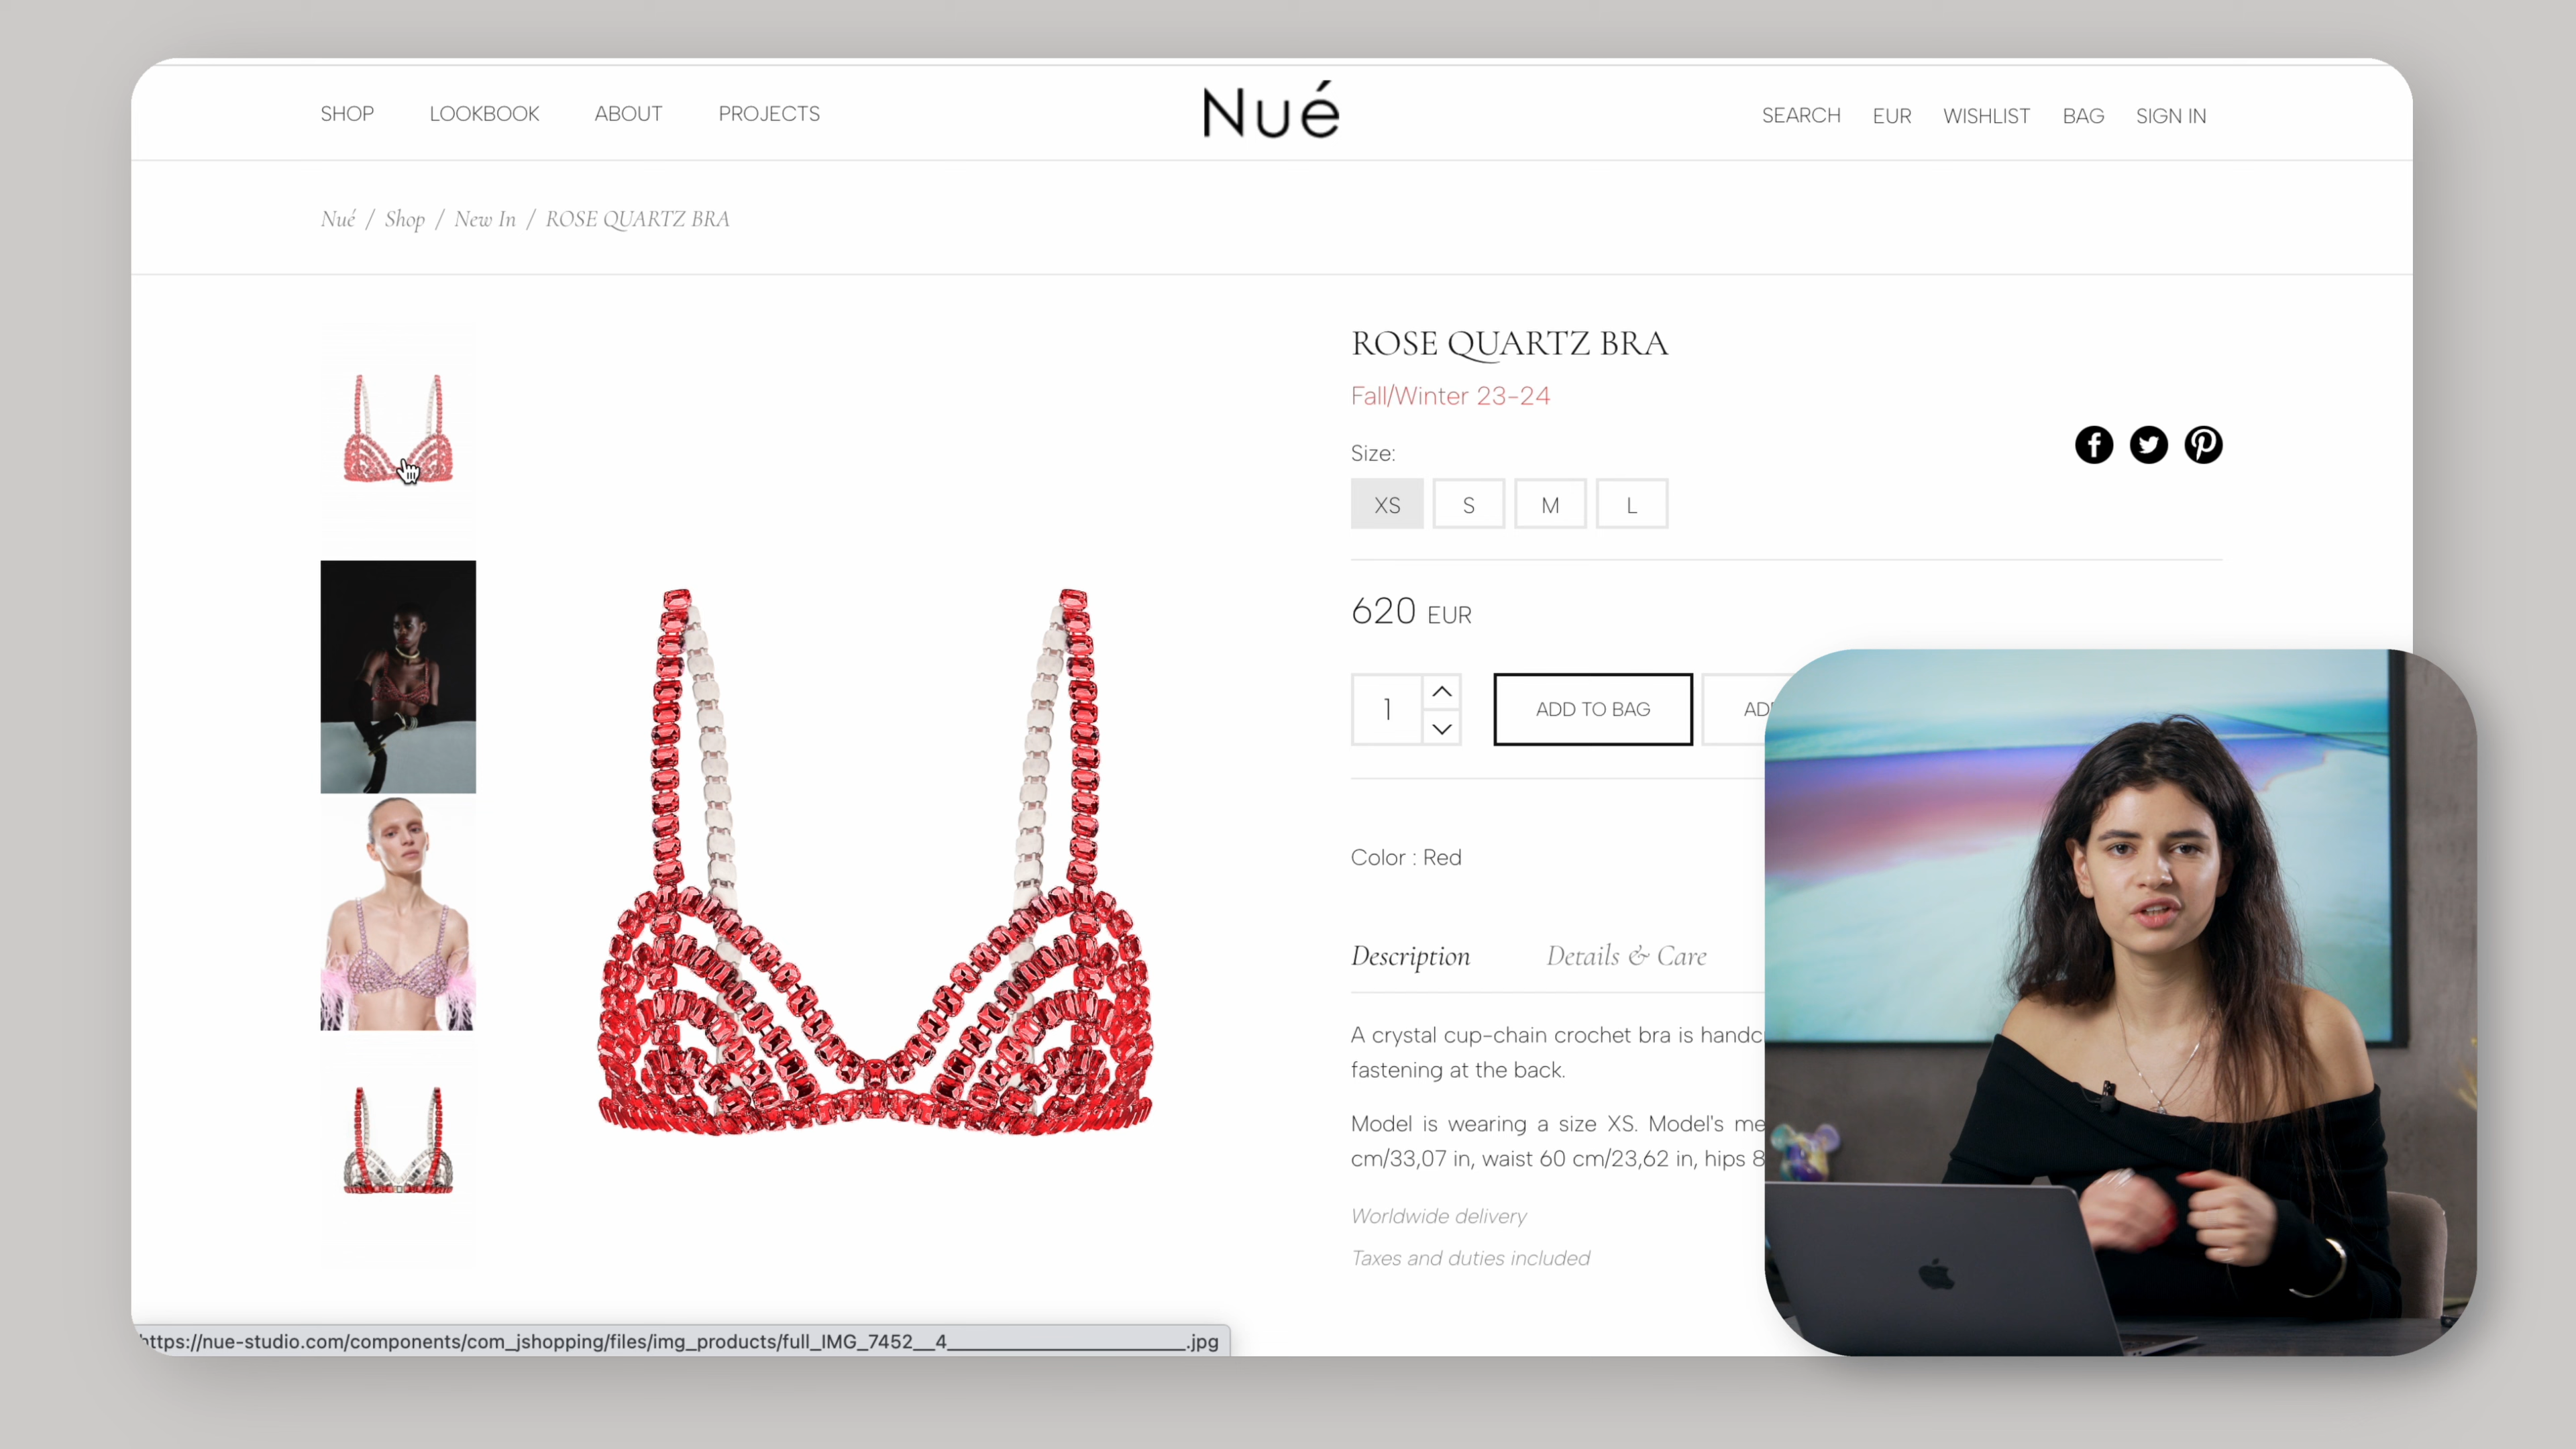 SHOP LOOKBOOK ABOUT PROJECTS
Nué
SEARCH EUR WISHLIST BAG SIGN IN
Nué / Shop / New In / ROSE QUARTZ BRA
ROSE QUARTZ BRA
Fall/Winter 23-24
Size:
XS S M L
620 EUR
1
ADD TO BAG
Color : Red
Description Details & Care
A crystal cup-chain crochet bra is
fastening at the back.
Model is wearing a size XS. Model's
cm/33,07 in, waist 60 cm/23,62 in, hips
Worldwide delivery
Taxes and duties included
https://nue-studio.com/components/com_jshopping/files/img_products/full_IMG_7452__4______________________.jpg